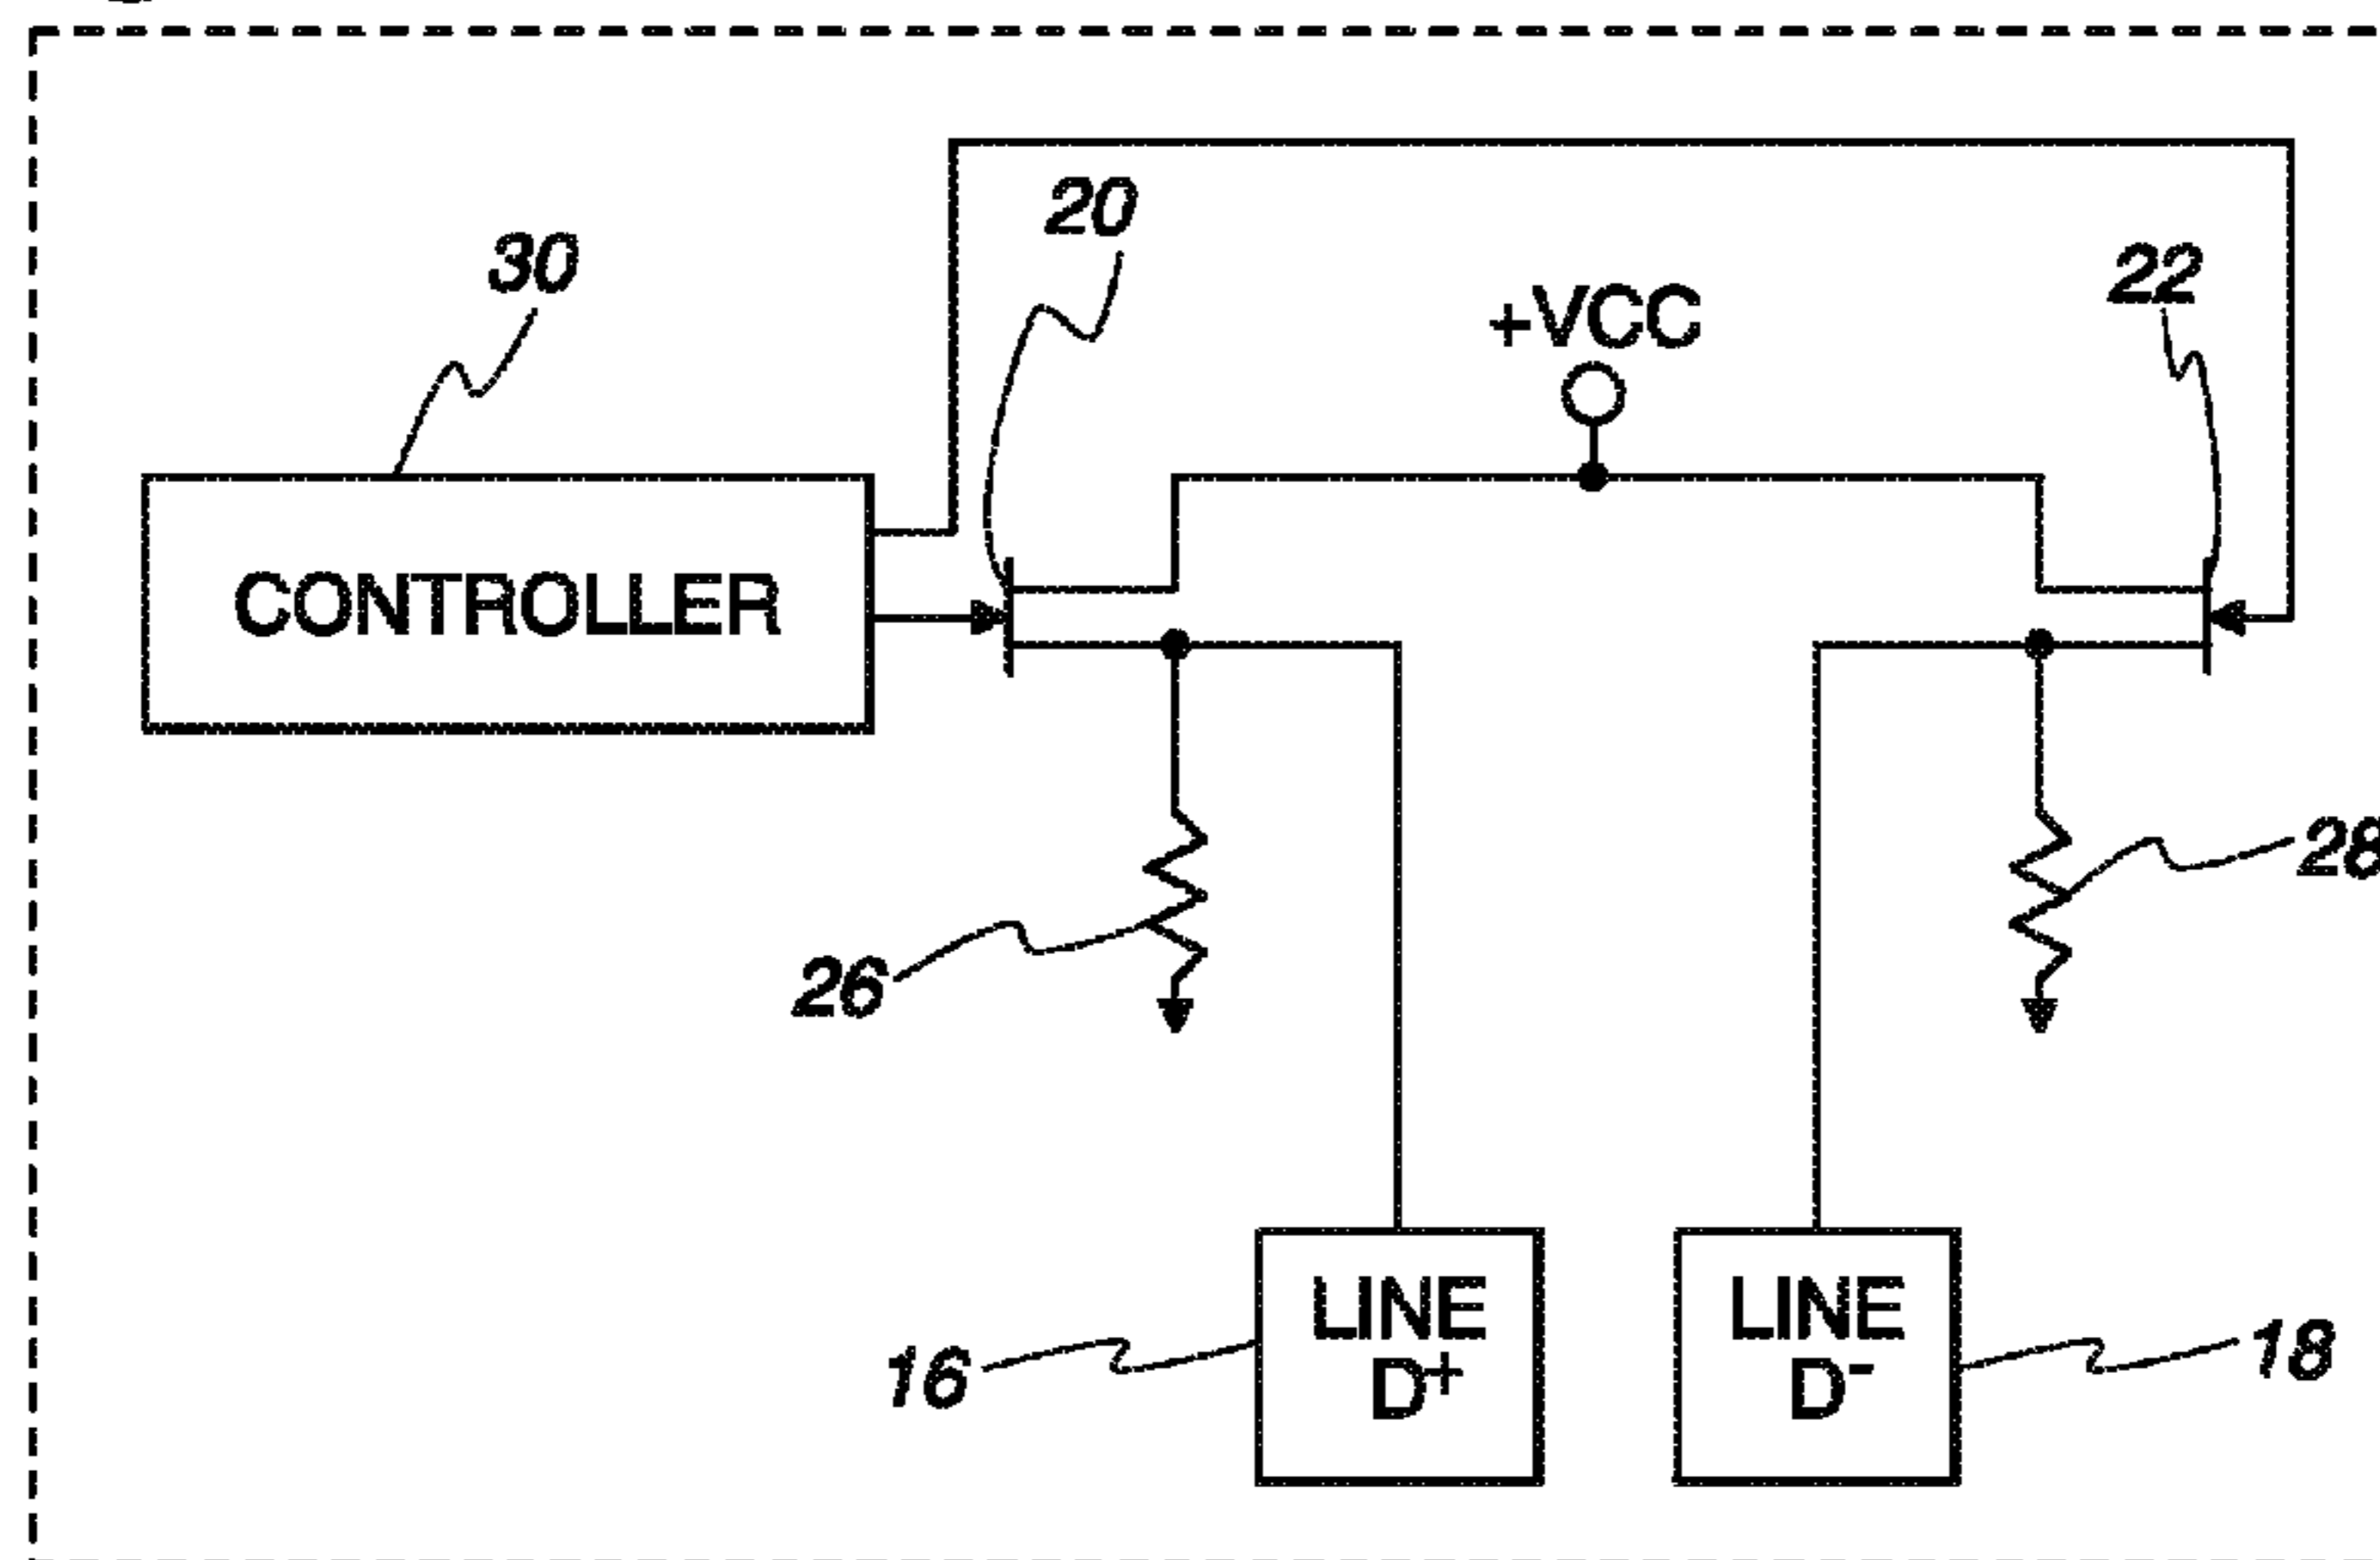 20
30
22
+VCC
CONTROLLER
28
26
LINE
D+
LINE
D-
16
18